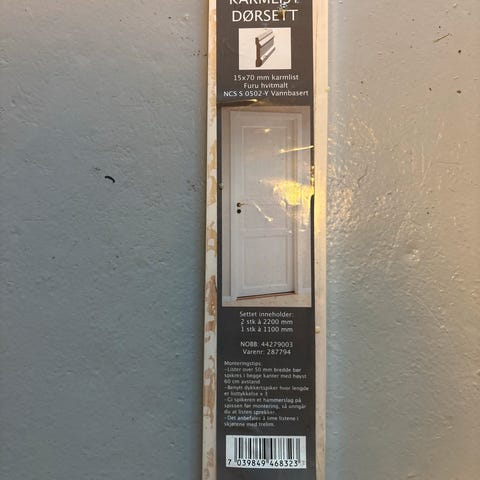 KARMLIST
DØRSETT
15x70 mm karmlist
Furu hvitmalt
NCS S 0502-Y Vannbasert
Settet inneholder:
2 stk à 2200 mm
1 stk à 1100 mm
NOBB: 44279003
Varenr: 287794
Monteringstips:
-Lister over 50 mm bredde bør
spikres i begge kanter med høyst
60 cm avstand
-Benytt dykkertspiker hvor lengde
er listtykkelse x 3
-Gi spikeren et hammerslag på
spissen før montering, så unngår
du at listen sprekker.
-Det anbefales å lime listene i
skjøtene med trelim.
7 039849 468323